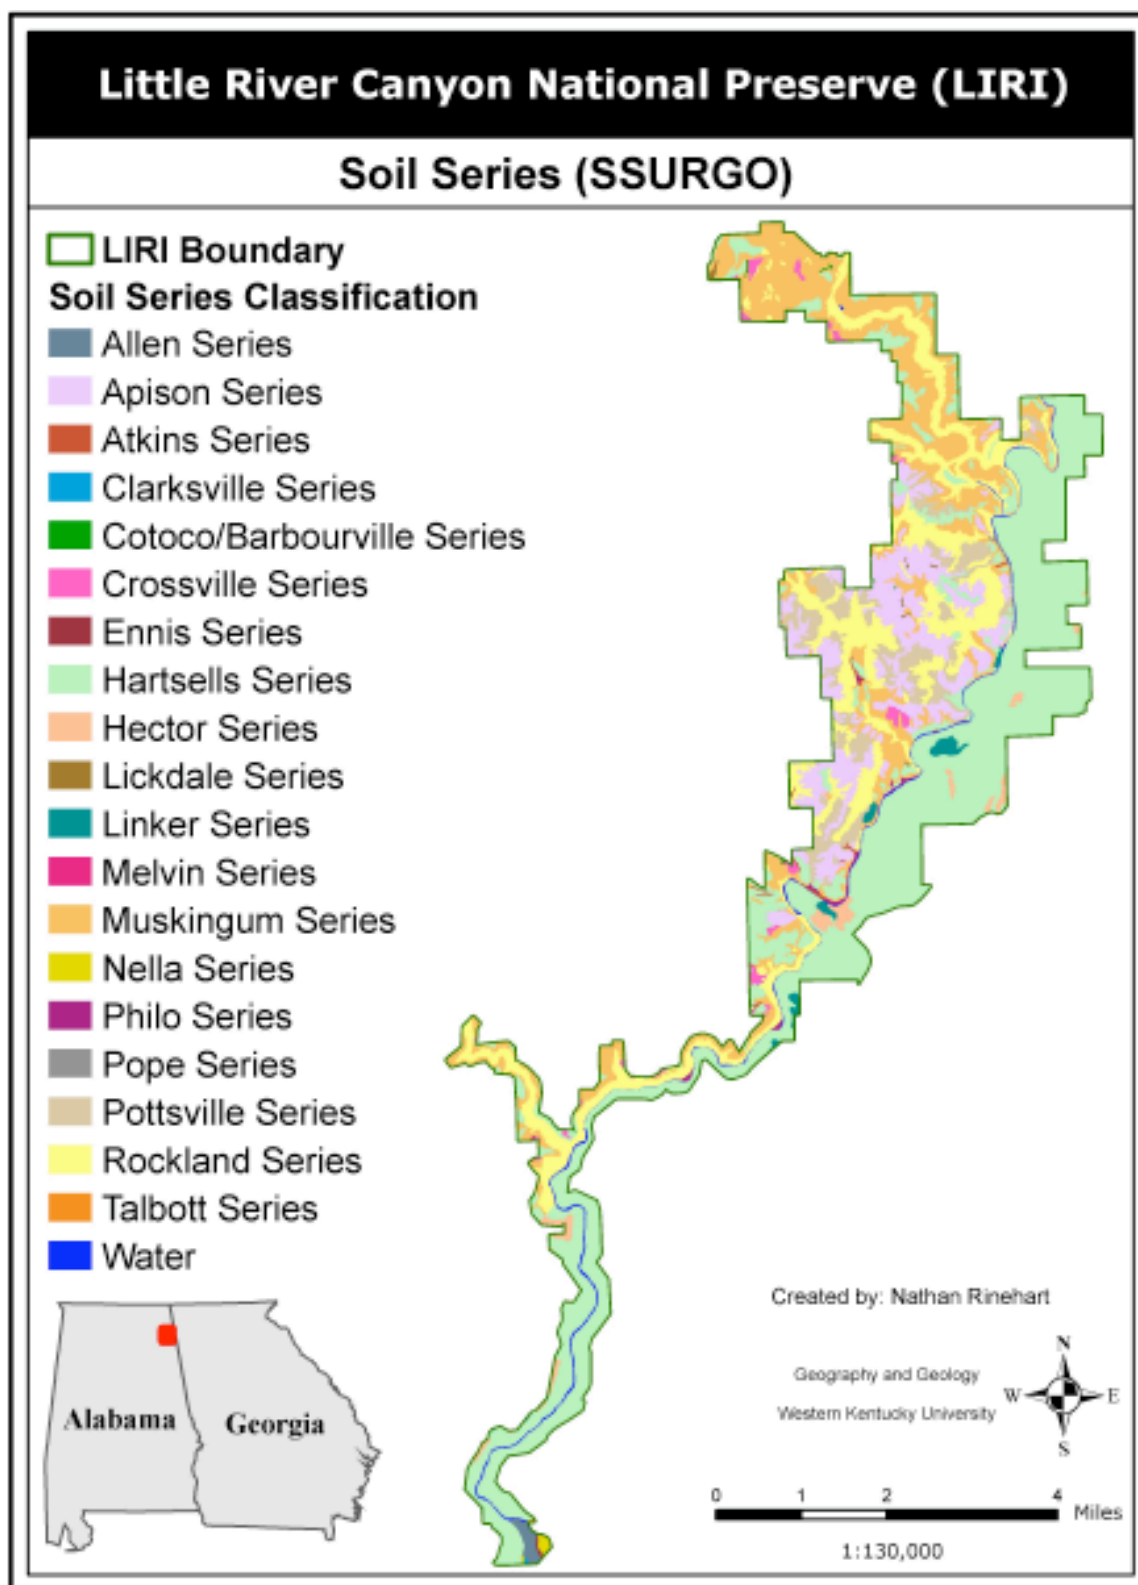 Little River Canyon National Preserve (LIRI)
Soil Series (SSURGO)
LIRI Boundary
Soil Series Classification
Allen Series
Apison Series
Atkins Series
Clarksville Series
Cotoco/Barbourville Series
Crossville Series
Ennis Series
Hartsells Series
Hector Series
Lickdale Series
Linker Series
Melvin Series
Muskingum Series
Nella Series
Philo Series
Pope Series
Pottsville Series
Rockland Series
Talbott Series
Water
Alabama
Georgia
Created by: Nathan Rinehart
Geography and Geology
Western Kentucky University
N
W E
S
0 1 2 4
Miles
1:130,000